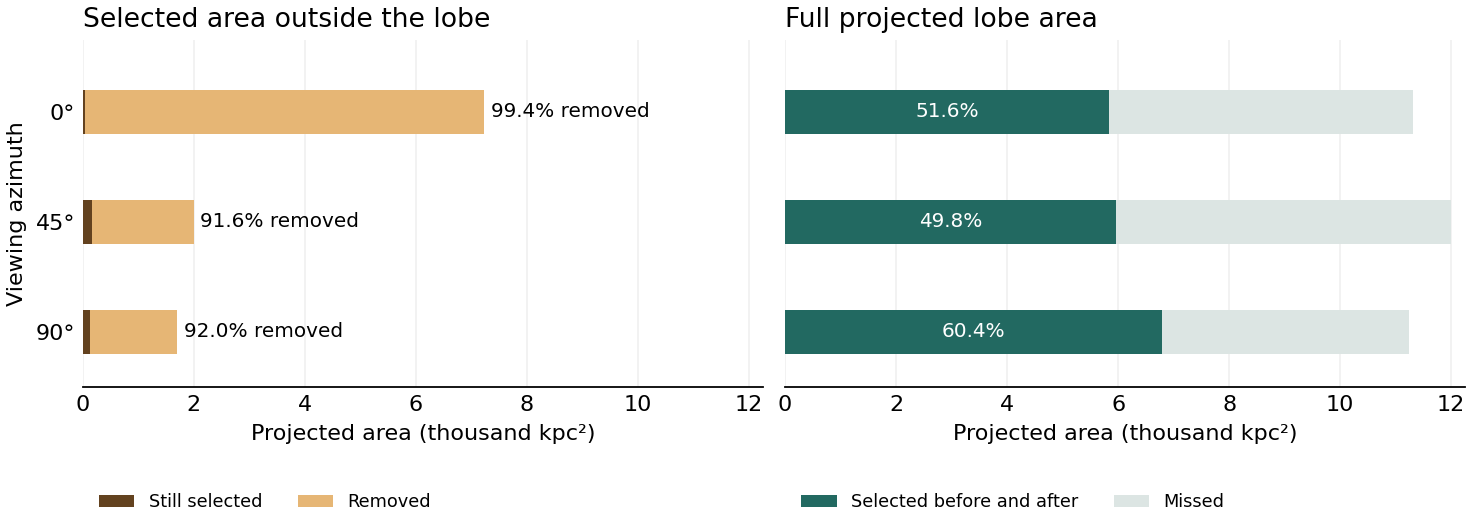 Selected area outside the lobe
Viewing azimuth
0°
99.4% removed
45°
91.6% removed
90°
92.0% removed
0 2 4 6 8 10 12
Projected area (thousand kpc²)
Still selected Removed
Full projected lobe area
51.6%
49.8%
60.4%
0 2 4 6 8 10 12
Projected area (thousand kpc²)
Selected before and after Missed